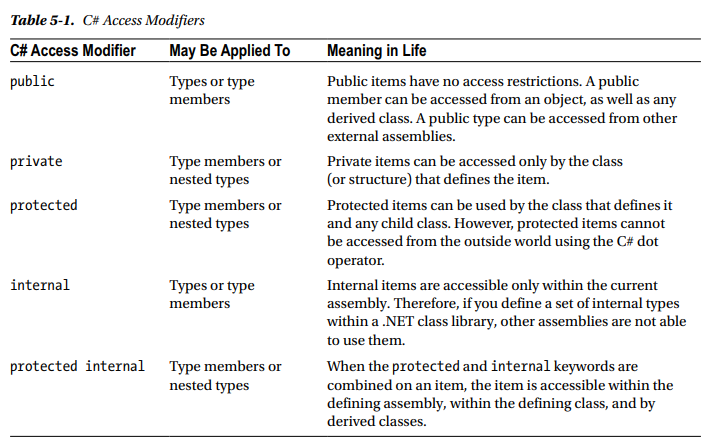 Table 5-1. C# Access Modifiers
C# Access Modifier May Be Applied To Meaning in Life
public Types or type members Public items have no access restrictions. A public
member can be accessed from an object, as well as any
derived class. A public type can be accessed from other
external assemblies.
private Type members or nested types Private items can be accessed only by the class
(or structure) that defines the item.
protected Type members or nested types Protected items can be used by the class that defines it
and any child class. However, protected items cannot
be accessed from the outside world using the C# dot
operator.
internal Types or type members Internal items are accessible only within the current
assembly. Therefore, if you define a set of internal types
within a .NET class library, other assemblies are not able
to use them.
protected internal Type members or nested types When the protected and internal keywords are
combined on an item, the item is accessible within the
defining assembly, within the defining class, and by
derived classes.